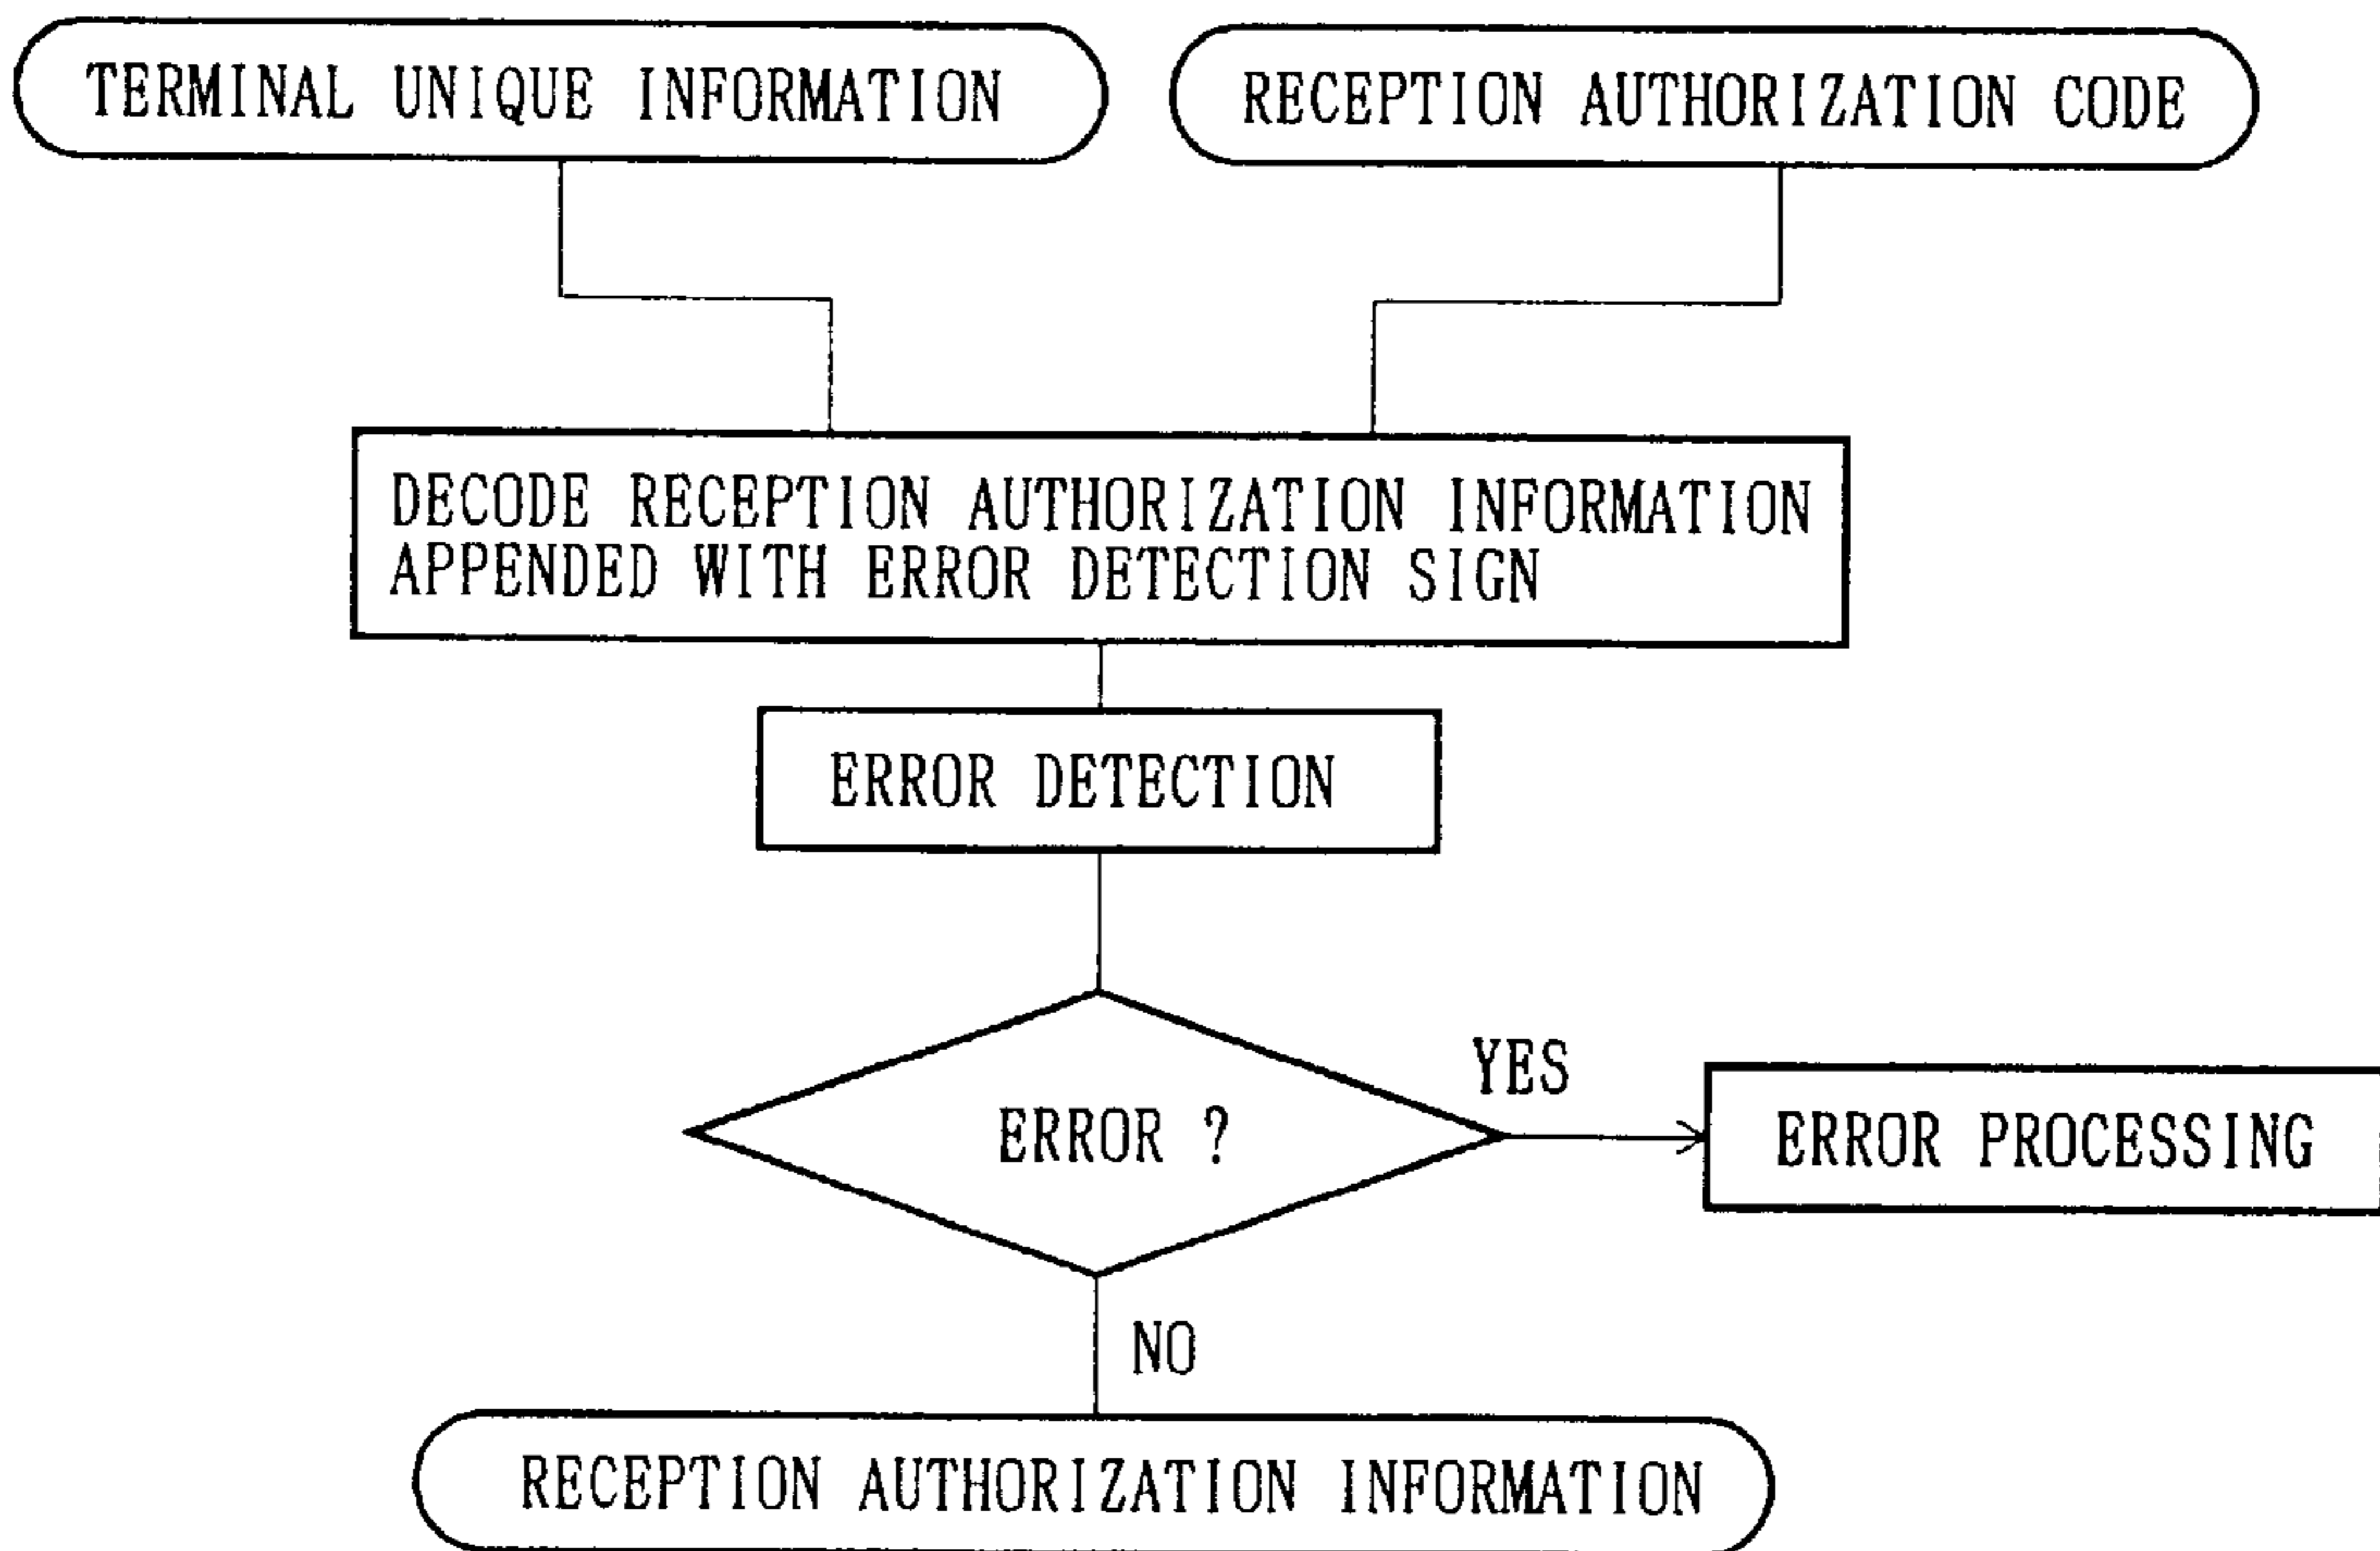 TERMINAL UNIQUE INFORMATION
RECEPTION AUTHORIZATION CODE
DECODE RECEPTION AUTHORIZATION INFORMATION
APPENDED WITH ERROR DETECTION SIGN
ERROR DETECTION
ERROR ?
YES
ERROR PROCESSING
NO
RECEPTION AUTHORIZATION INFORMATION